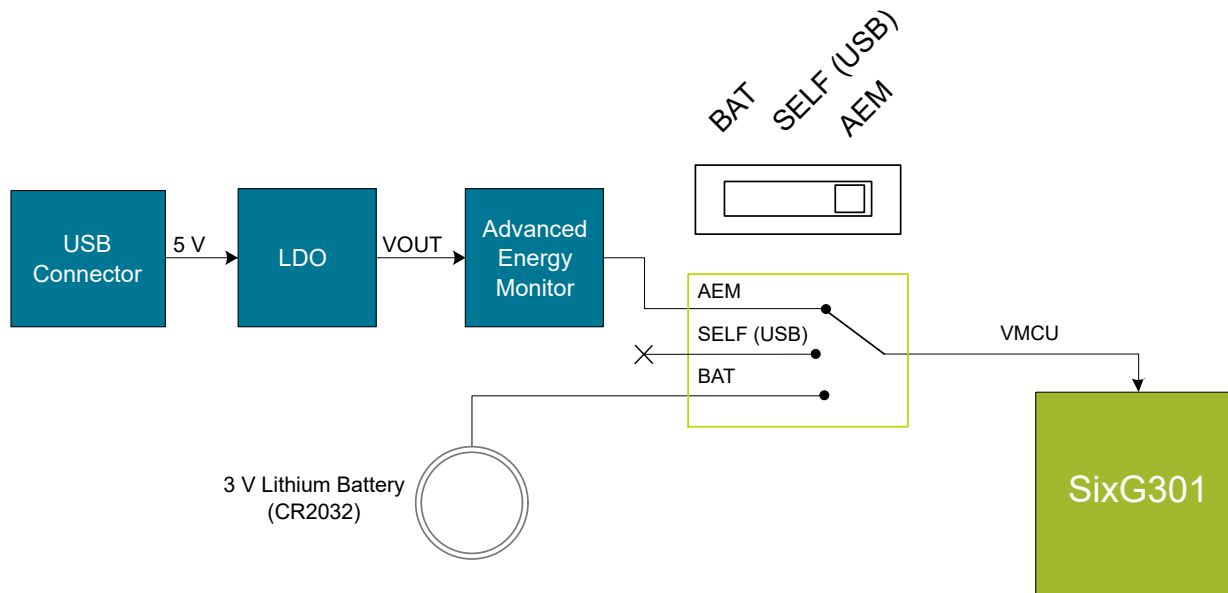 BAT
SELF (USB)
AEM
USB
Connector
5 V
LDO
VOUT
Advanced
Energy
Monitor
AEM
SELF (USB)
BAT
VMCU
3 V Lithium Battery
(CR2032)
SixG301